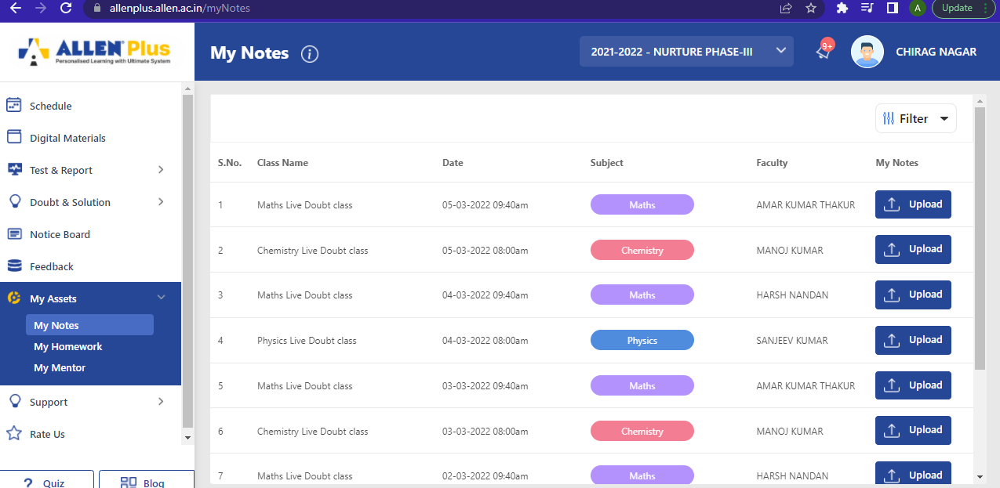 allenplus.allen.ac.in/myNotes
A
Update
ALLEN Plus
Personalised Learning with Ultimate System
My Notes
i
2021-2022 - NURTURE PHASE-III
9+
CHIRAG NAGAR
Schedule
Digital Materials
Test & Report
Doubt & Solution
Notice Board
Feedback
My Assets
My Notes
My Homework
My Mentor
Support
Rate Us
? Quiz
Blog
Filter
S.No. Class Name Date Subject Faculty My Notes
1 Maths Live Doubt class 05-03-2022 09:40am Maths AMAR KUMAR THAKUR Upload
2 Chemistry Live Doubt class 05-03-2022 08:00am Chemistry MANOJ KUMAR Upload
3 Maths Live Doubt class 04-03-2022 09:40am Maths HARSH NANDAN Upload
4 Physics Live Doubt class 04-03-2022 08:00am Physics SANJEEV KUMAR Upload
5 Maths Live Doubt class 03-03-2022 09:40am Maths AMAR KUMAR THAKUR Upload
6 Chemistry Live Doubt class 03-03-2022 08:00am Chemistry MANOJ KUMAR Upload
7 Maths Live Doubt class 02-03-2022 09:40am Maths HARSH NANDAN Upload